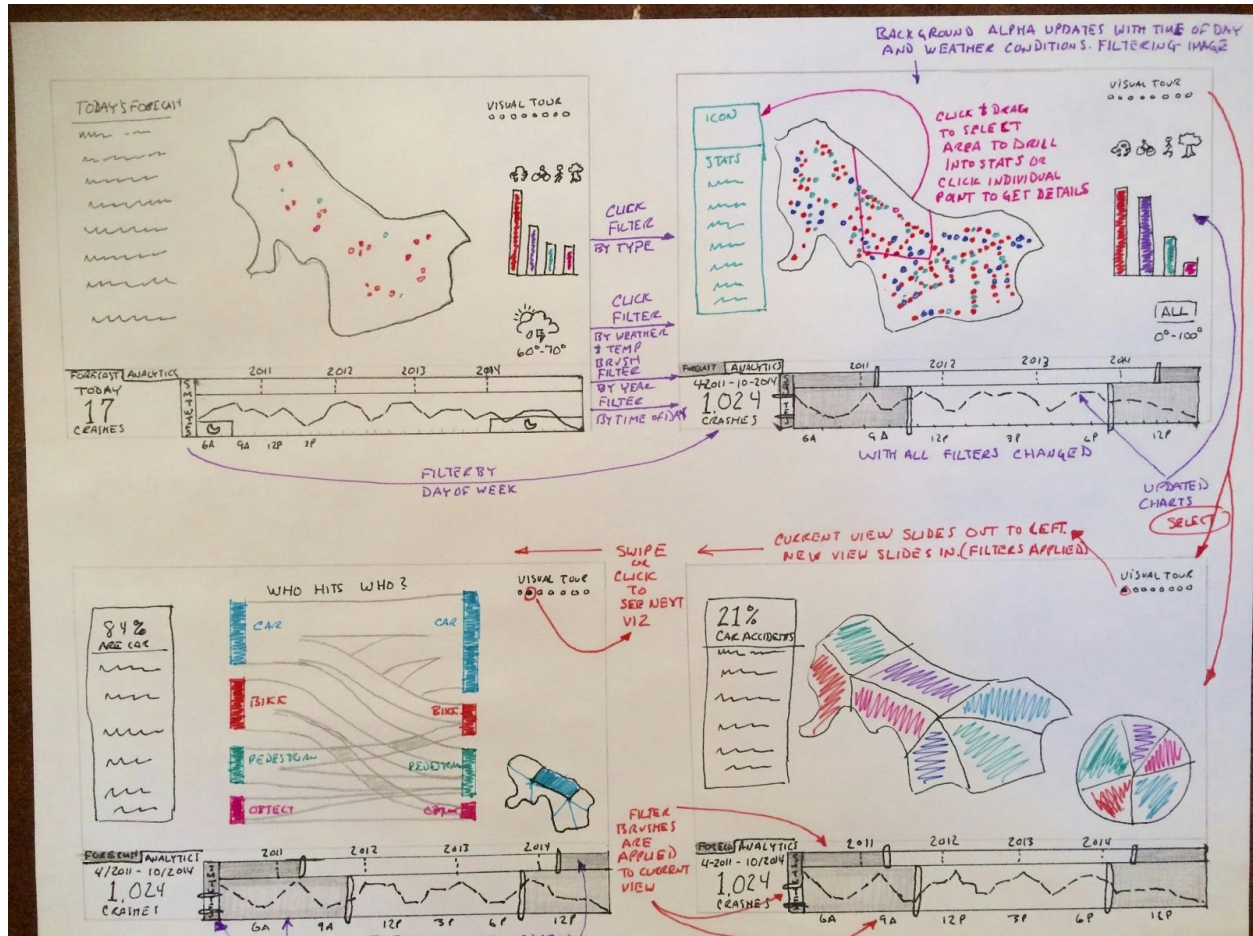 BACKGROUND ALPHA UPDATES WITH TIME OF DAY
AND WEATHER CONDITIONS. FILTERING IMAGE
TODAY'S FORECAST
VISUAL TOUR
60°-70°
FORECAST ANALYTICS
TODAY
17
CRASHES
2011 2012 2013 2014
6A 9A 12P 3P
CLICK
FILTER
BY TYPE
CLICK
FILTER
BY WEATHER
& TEMP
BRUSH
FILTER
BY YEAR
FILTER
BY TIME OF DAY
FILTER BY
DAY OF WEEK
ICON
STATS
CLICK & DRAG
TO SELECT
AREA TO DRILL
INTO STATS OR
CLICK INDIVIDUAL
POINT TO GET DETAILS
VISUAL TOUR
ALL
0°-100°
FORECAST ANALYTICS
4-2011-10-2014
1,024
CRASHES
2011 2012 2013 2014
6A 9A 12P 3P 6P 12P
WITH ALL FILTERS CHANGED
UPDATED
CHARTS
SELECT
CURRENT VIEW SLIDES OUT TO LEFT.
NEW VIEW SLIDES IN. (FILTERS APPLIED)
SWIPE
OR
CLICK
TO
SEE NEXT
VIZ
WHO HITS WHO?
VISUAL TOUR
84%
ARE CAR
CAR CAR
BIKE BIKE
PEDESTRIAN PEDESTRIAN
OBJECT OBJECT
FORECAST ANALYTICS
4/2011-10/2014
1,024
CRASHES
2011 2012 2013 2014
6A 9A 12P 3P 6P 12P
FILTER
BRUSHES
ARE
APPLIED
TO CURRENT
VIEW
VISUAL TOUR
21%
CAR ACCIDENTS
FORECAST ANALYTICS
4-2011-10/2014
1,024
CRASHES
2011 2012 2013 2014
6A 9A 12P 3P 6P 12P